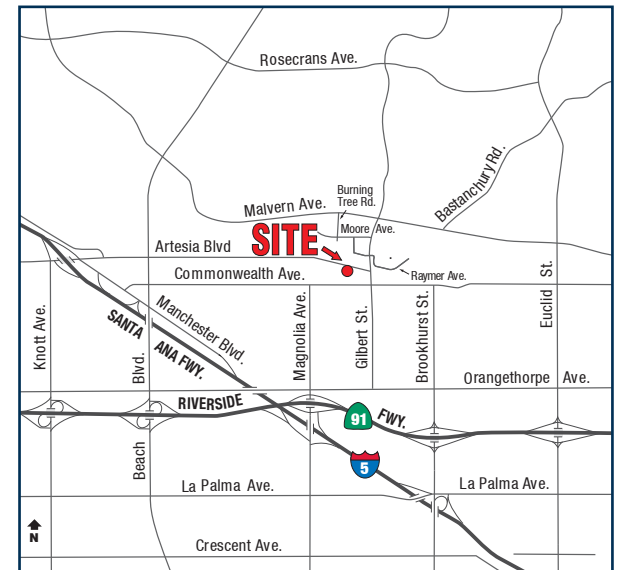 Rosecrans Ave.
Burning
Tree Rd.
Malvern Ave.
Bastanchury Rd.
Moore Ave.
SITE
Artesia Blvd
Commonwealth Ave.
Raymer Ave.
Knott Ave.
Blvd.
Beach
Manchester Blvd.
SANTA
ANA FWY.
Magnolia Ave.
Gilbert St.
Brookhurst St.
Euclid St.
Orangethorpe Ave.
RIVERSIDE
91
FWY.
5
La Palma Ave.
La Palma Ave.
N
Crescent Ave.